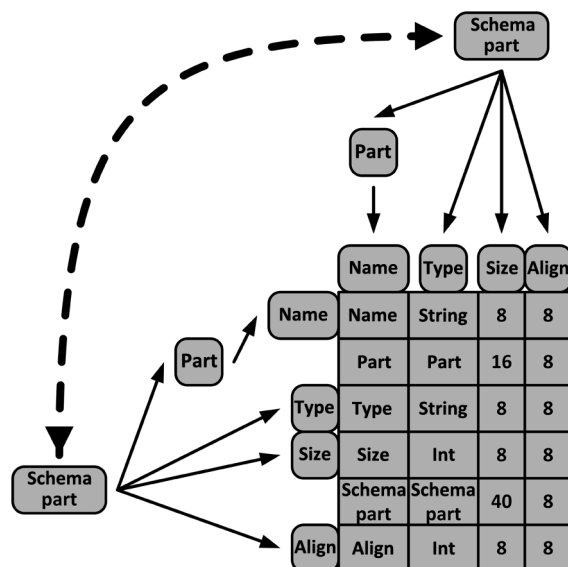 Schema
part
Part
Name Type Size Align
Name Name String 8 8
Part Part Part 16 8
Type Type String 8 8
Size Size Int 8 8
Schema
part
Schema
part
Schema
part
40 8
Align Align Int 8 8